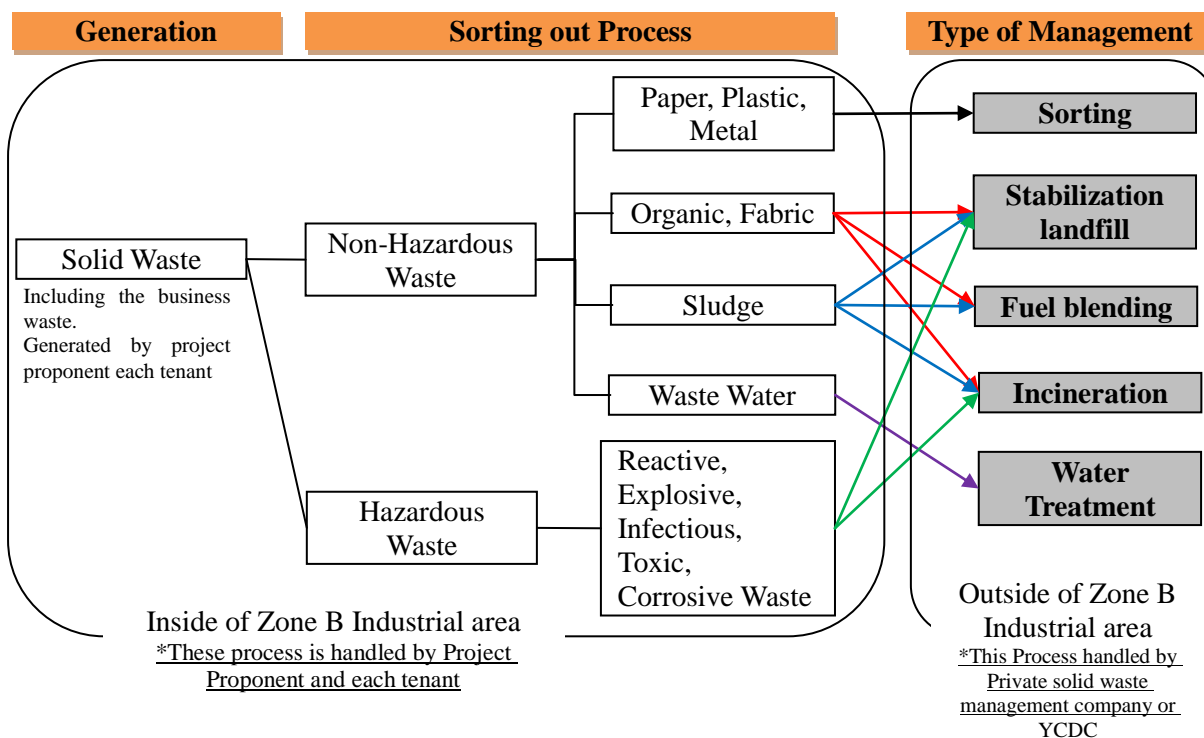 Generation
Sorting out Process
Type of Management
Solid Waste
Including the business
waste.
Generated by project
proponent each tenant
Non-Hazardous
Waste
Hazardous
Waste
Paper, Plastic,
Metal
Organic, Fabric
Sludge
Waste Water
Reactive,
Explosive,
Infectious,
Toxic,
Corrosive Waste
Sorting
Stabilization
landfill
Fuel blending
Incineration
Water
Treatment
Inside of Zone B Industrial area
*These process is handled by Project
Proponent and each tenant
Outside of Zone B
Industrial area
*This Process handled by
Private solid waste
management company or
YCDC